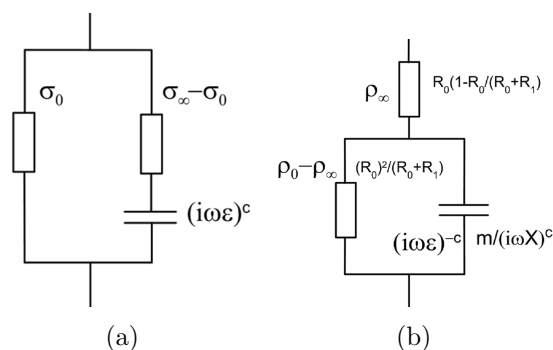 σ₀
σ∞−σ₀
(iωε)ᶜ
(a)
ρ∞
R₀(1-R₀/(R₀+R₁)
ρ₀−ρ∞
(R₀)²/(R₀+R₁)
(iωε)⁻ᶜ
m/(iωX)ᶜ
(b)